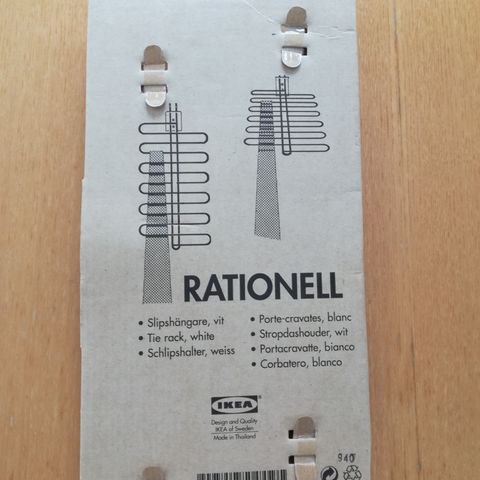 RATIONELL
• Slipshängare, vit
• Tie rack, white
• Schlipshalter, weiss
• Porte-cravates, blanc
• Stropdashouder, wit
• Portacravatte, bianco
• Corbatero, blanco
IKEA
Design and Quality
IKEA of Sweden
Made in Thailand
940